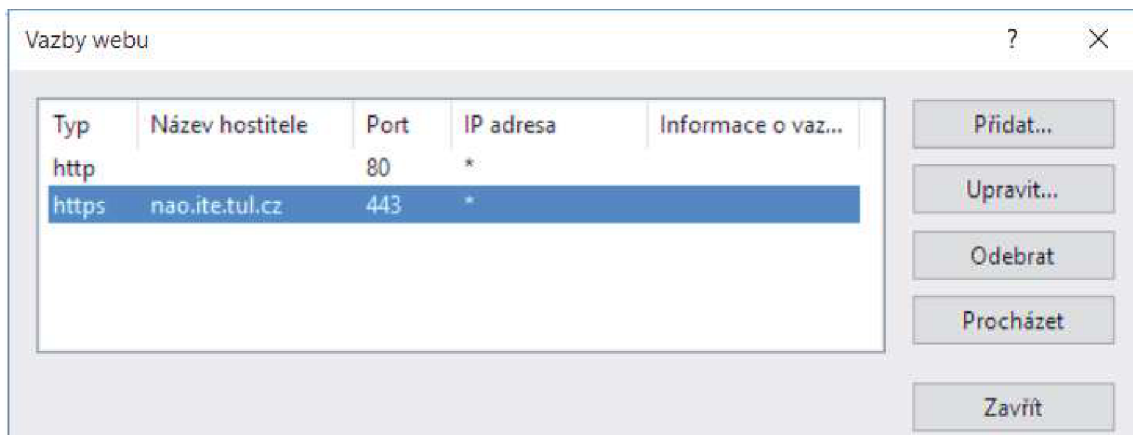 Vazby webu ? ×
Typ Název hostitele Port IP adresa Informace o vaz...
http 80 *
https nao.ite.tul.cz 443 *
Přidat...
Upravit...
Odebrat
Procházet
Zavřít